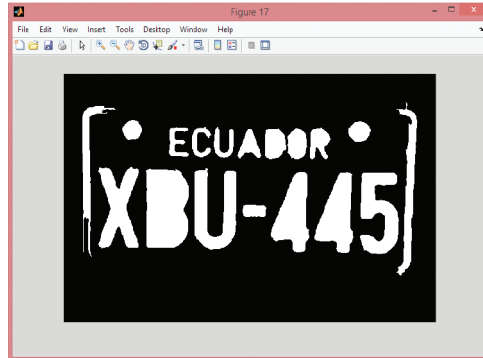 Figure 17
File Edit View Insert Tools Desktop Window Help
ECUADOR
XBU-445